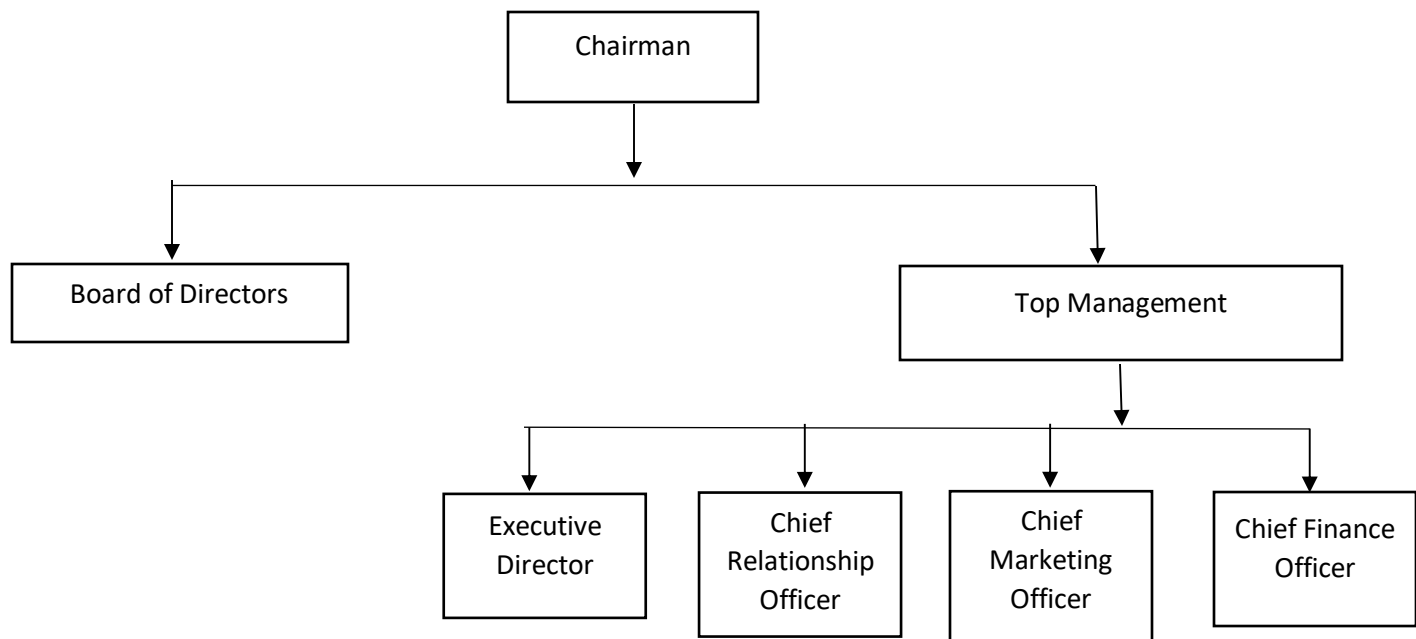 Chairman
Board of Directors
Top Management
Executive
Director
Chief
Relationship
Officer
Chief
Marketing
Officer
Chief Finance
Officer